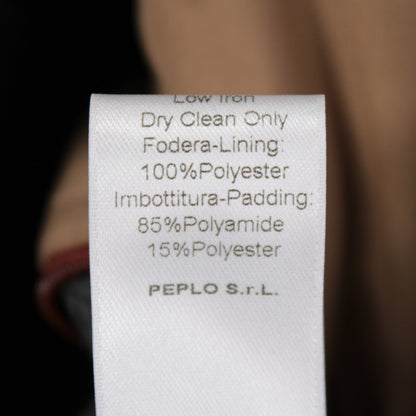 Low Iron
Dry Clean Only
Fodera-Lining:
100%Polyester
Imbottitura-Padding:
85%Polyamide
15%Polyester
PEPLO S.r.L.